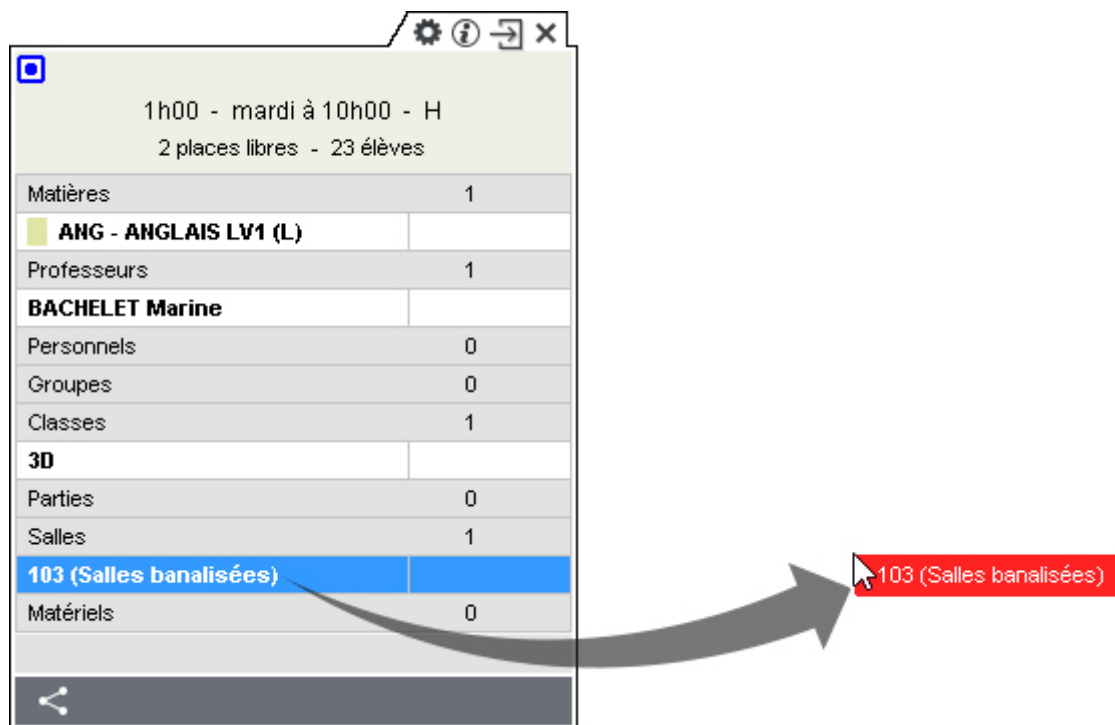 1h00 - mardi à 10h00 - H
2 places libres - 23 élèves
Matières 1
ANG - ANGLAIS LV1 (L)
Professeurs 1
BACHELET Marine
Personnels 0
Groupes 0
Classes 1
3D
Parties 0
Salles 1
103 (Salles banalisées)
103 (Salles banalisées)
Matériels 0